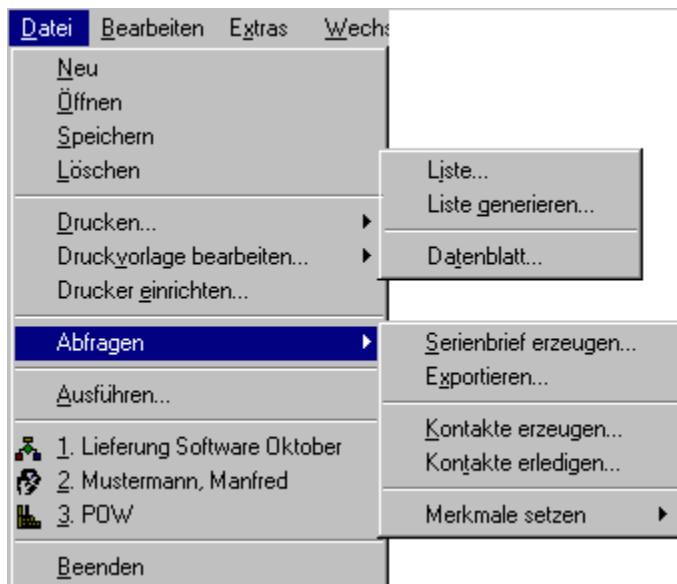 Datei Bearbeiten Extras Wechs
Neu
Öffnen
Speichern
Löschen
Drucken...
Druckvorlage bearbeiten...
Drucker einrichten...
Abfragen
Ausführen...
1. Lieferung Software Oktober
2. Mustermann, Manfred
3. POW
Beenden
Liste...
Liste generieren...
Datenblatt...
Serienbrief erzeugen...
Exportieren...
Kontakte erzeugen...
Kontakte erledigen...
Merkmale setzen